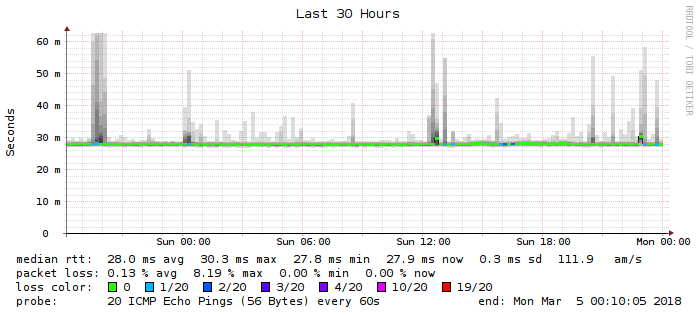 Last 30 Hours
RRDTOOL / TOBI OETIKER
Seconds
60 m
50 m
40 m
30 m
20 m
10 m
0
Sun 00:00 Sun 06:00 Sun 12:00 Sun 18:00 Mon 00:00
median rtt: 28.0 ms avg 30.3 ms max 27.8 ms min 27.9 ms now 0.3 ms sd 111.9 am/s
packet loss: 0.13 % avg 8.19 % max 0.00 % min 0.00 % now
loss color: 0 1/20 2/20 3/20 4/20 10/20 19/20
probe: 20 ICMP Echo Pings (56 Bytes) every 60s end: Mon Mar 5 00:10:05 2018